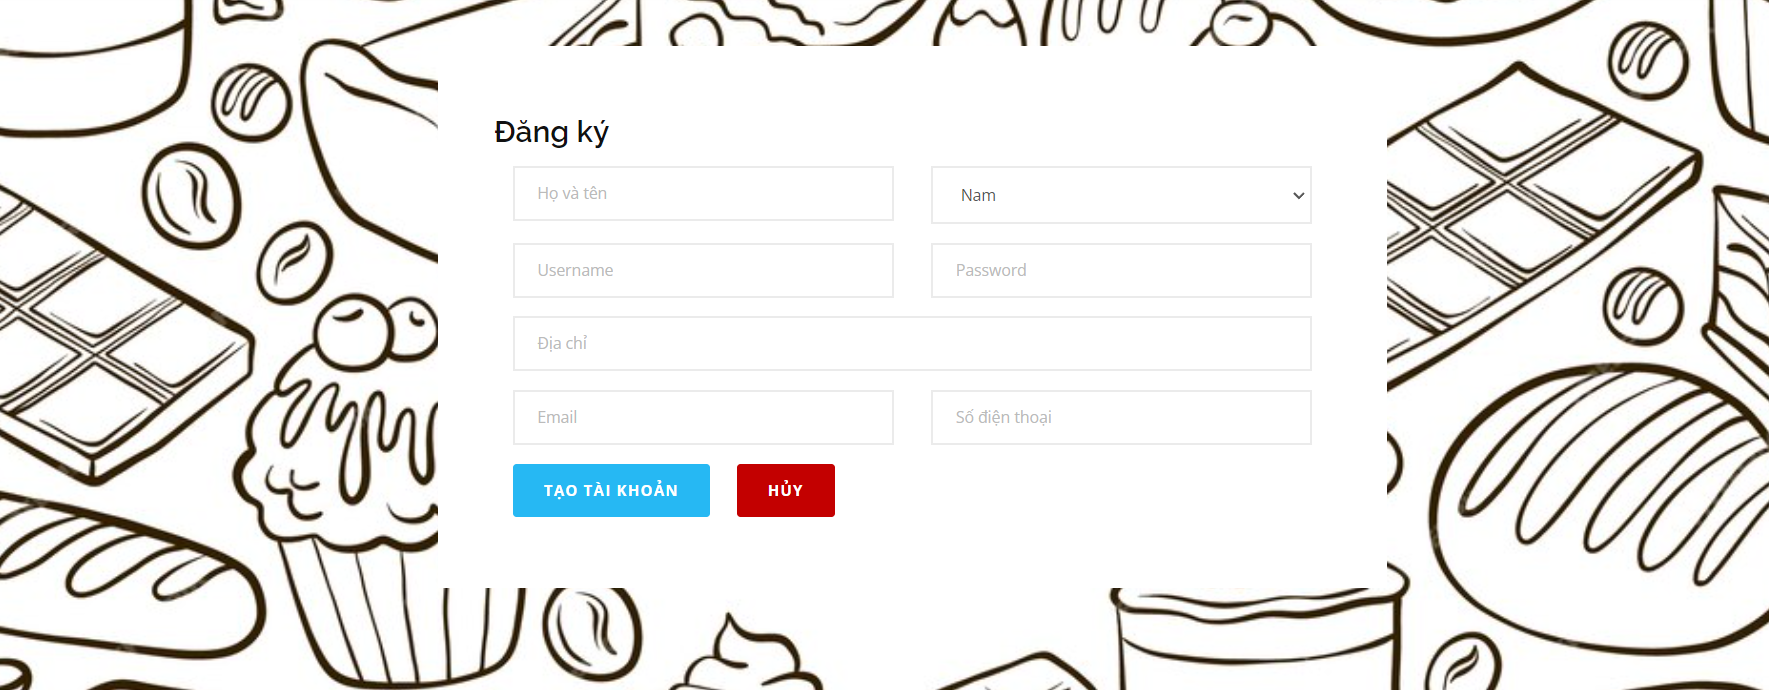 Đăng ký
Họ và tên
Nam
Username
Password
Địa chỉ
Email
Số điện thoại
TẠO TÀI KHOẢN
HỦY